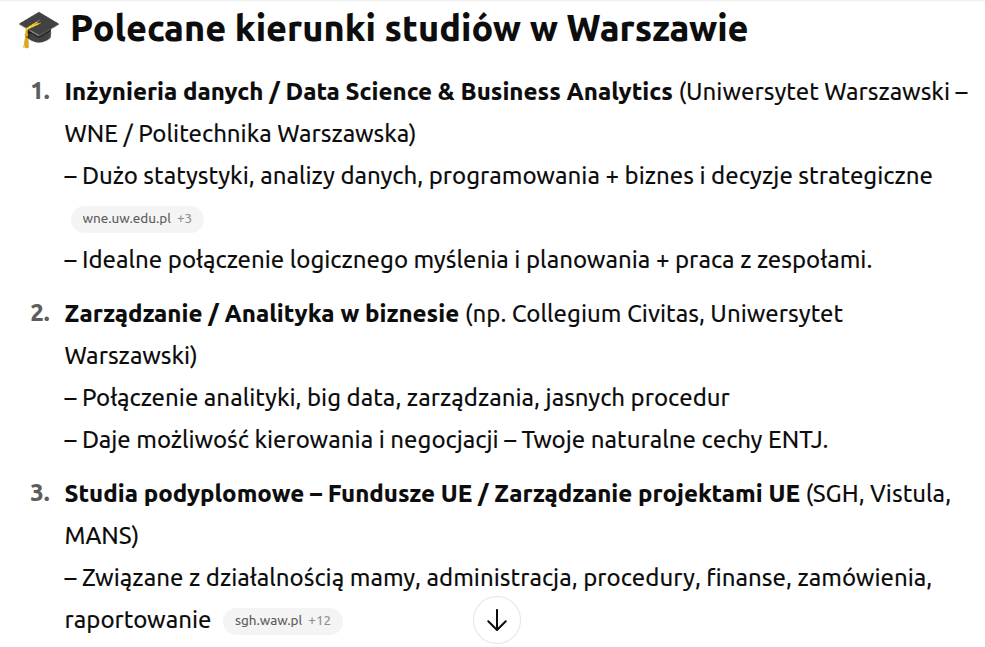 🎓 Polecane kierunki studiów w Warszawie
1. Inżynieria danych / Data Science & Business Analytics (Uniwersytet Warszawski –
WNE / Politechnika Warszawska)
– Dużo statystyki, analizy danych, programowania + biznes i decyzje strategiczne
wne.uw.edu.pl +3
– Idealne połączenie logicznego myślenia i planowania + praca z zespołami.
2. Zarządzanie / Analityka w biznesie (np. Collegium Civitas, Uniwersytet
Warszawski)
– Połączenie analityki, big data, zarządzania, jasnych procedur
– Daje możliwość kierowania i negocjacji – Twoje naturalne cechy ENTJ.
3. Studia podyplomowe – Fundusze UE / Zarządzanie projektami UE (SGH, Vistula,
MANS)
– Związane z działalnością mamy, administracja, procedury, finanse, zamówienia,
raportowanie sgh.waw.pl +12